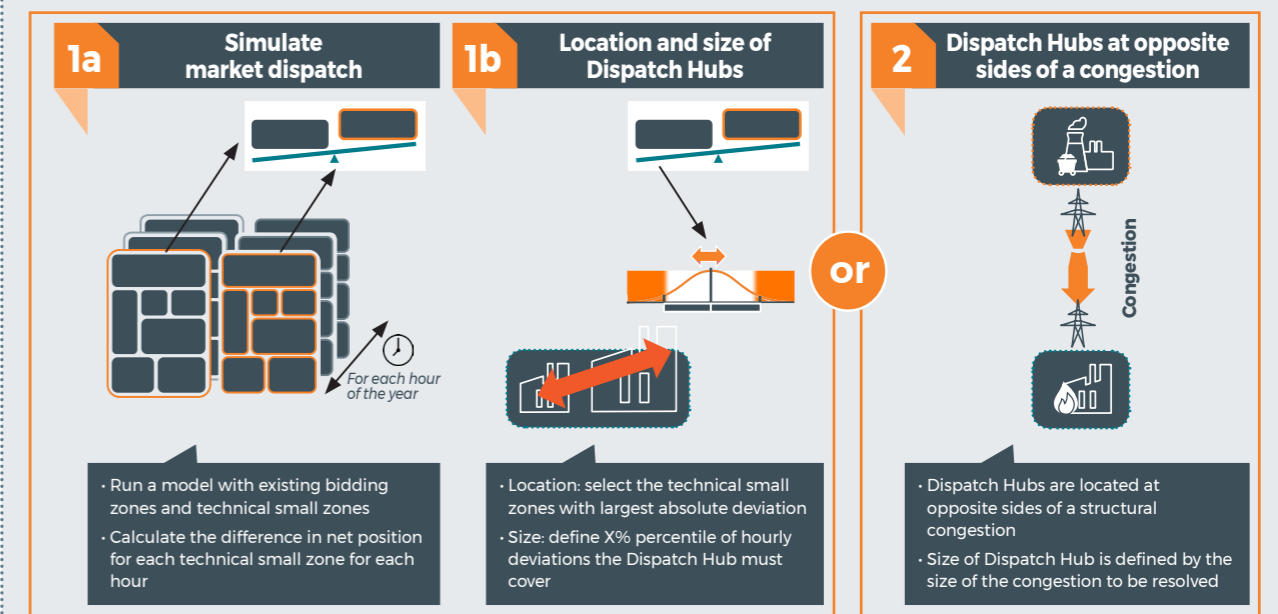 1a
Simulate
market dispatch
For each hour
of the year
· Run a model with existing bidding
zones and technical small zones
· Calculate the difference in net position
for each technical small zone for each
hour
1b
Location and size of
Dispatch Hubs
· Location: select the technical small
zones with largest absolute deviation
· Size: define X% percentile of hourly
deviations the Dispatch Hub must
cover
or
2
Dispatch Hubs at opposite
sides of a congestion
Congestion
· Dispatch Hubs are located at
opposite sides of a structural
congestion
· Size of Dispatch Hub is defined by the
size of the congestion to be resolved